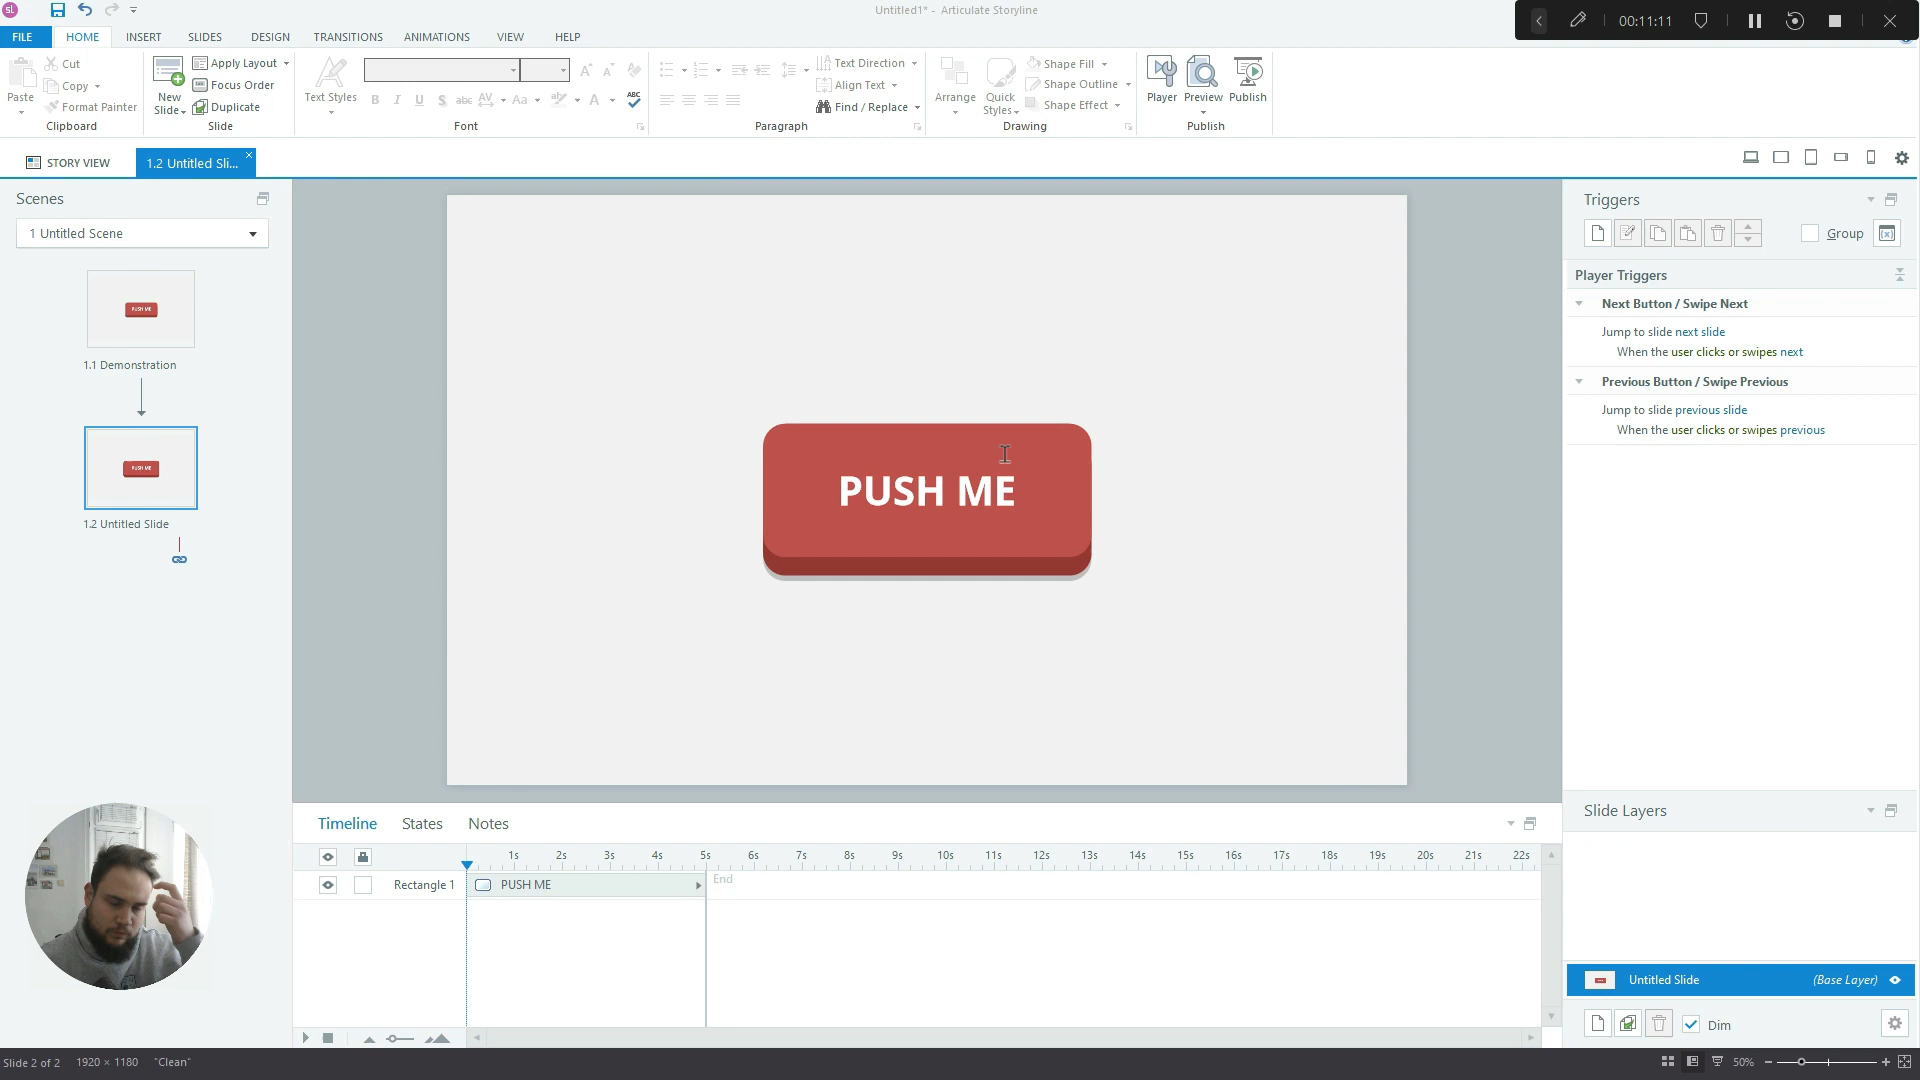 Untitled1* - Articulate Storyline
00:11:11
FILE HOME INSERT SLIDES DESIGN TRANSITIONS ANIMATIONS VIEW HELP
Paste
Cut
Copy
Format Painter
Clipboard
New Slide
Apply Layout
Focus Order
Duplicate
Slide
Text Styles
B I U S abc AV Aa A ABC
Font
Text Direction
Align Text
Find / Replace
Paragraph
Arrange
Quick Styles
Shape Fill
Shape Outline
Shape Effect
Drawing
Player
Preview
Publish
Publish
STORY VIEW
1.2 Untitled Sli...
Scenes
1 Untitled Scene
PUSH ME
1.1 Demonstration
PUSH ME
1.2 Untitled Slide
PUSH ME
Triggers
Group
Player Triggers
Next Button / Swipe Next
Jump to slide next slide
When the user clicks or swipes next
Previous Button / Swipe Previous
Jump to slide previous slide
When the user clicks or swipes previous
Timeline States Notes
1s 2s 3s 4s 5s 6s 7s 8s 9s 10s 11s 12s 13s 14s 15s 16s 17s 18s 19s 20s 21s 22s
Rectangle 1 PUSH ME End
Slide Layers
Untitled Slide (Base Layer)
Dim
Slide 2 of 2 1920 × 1180 "Clean" 50%